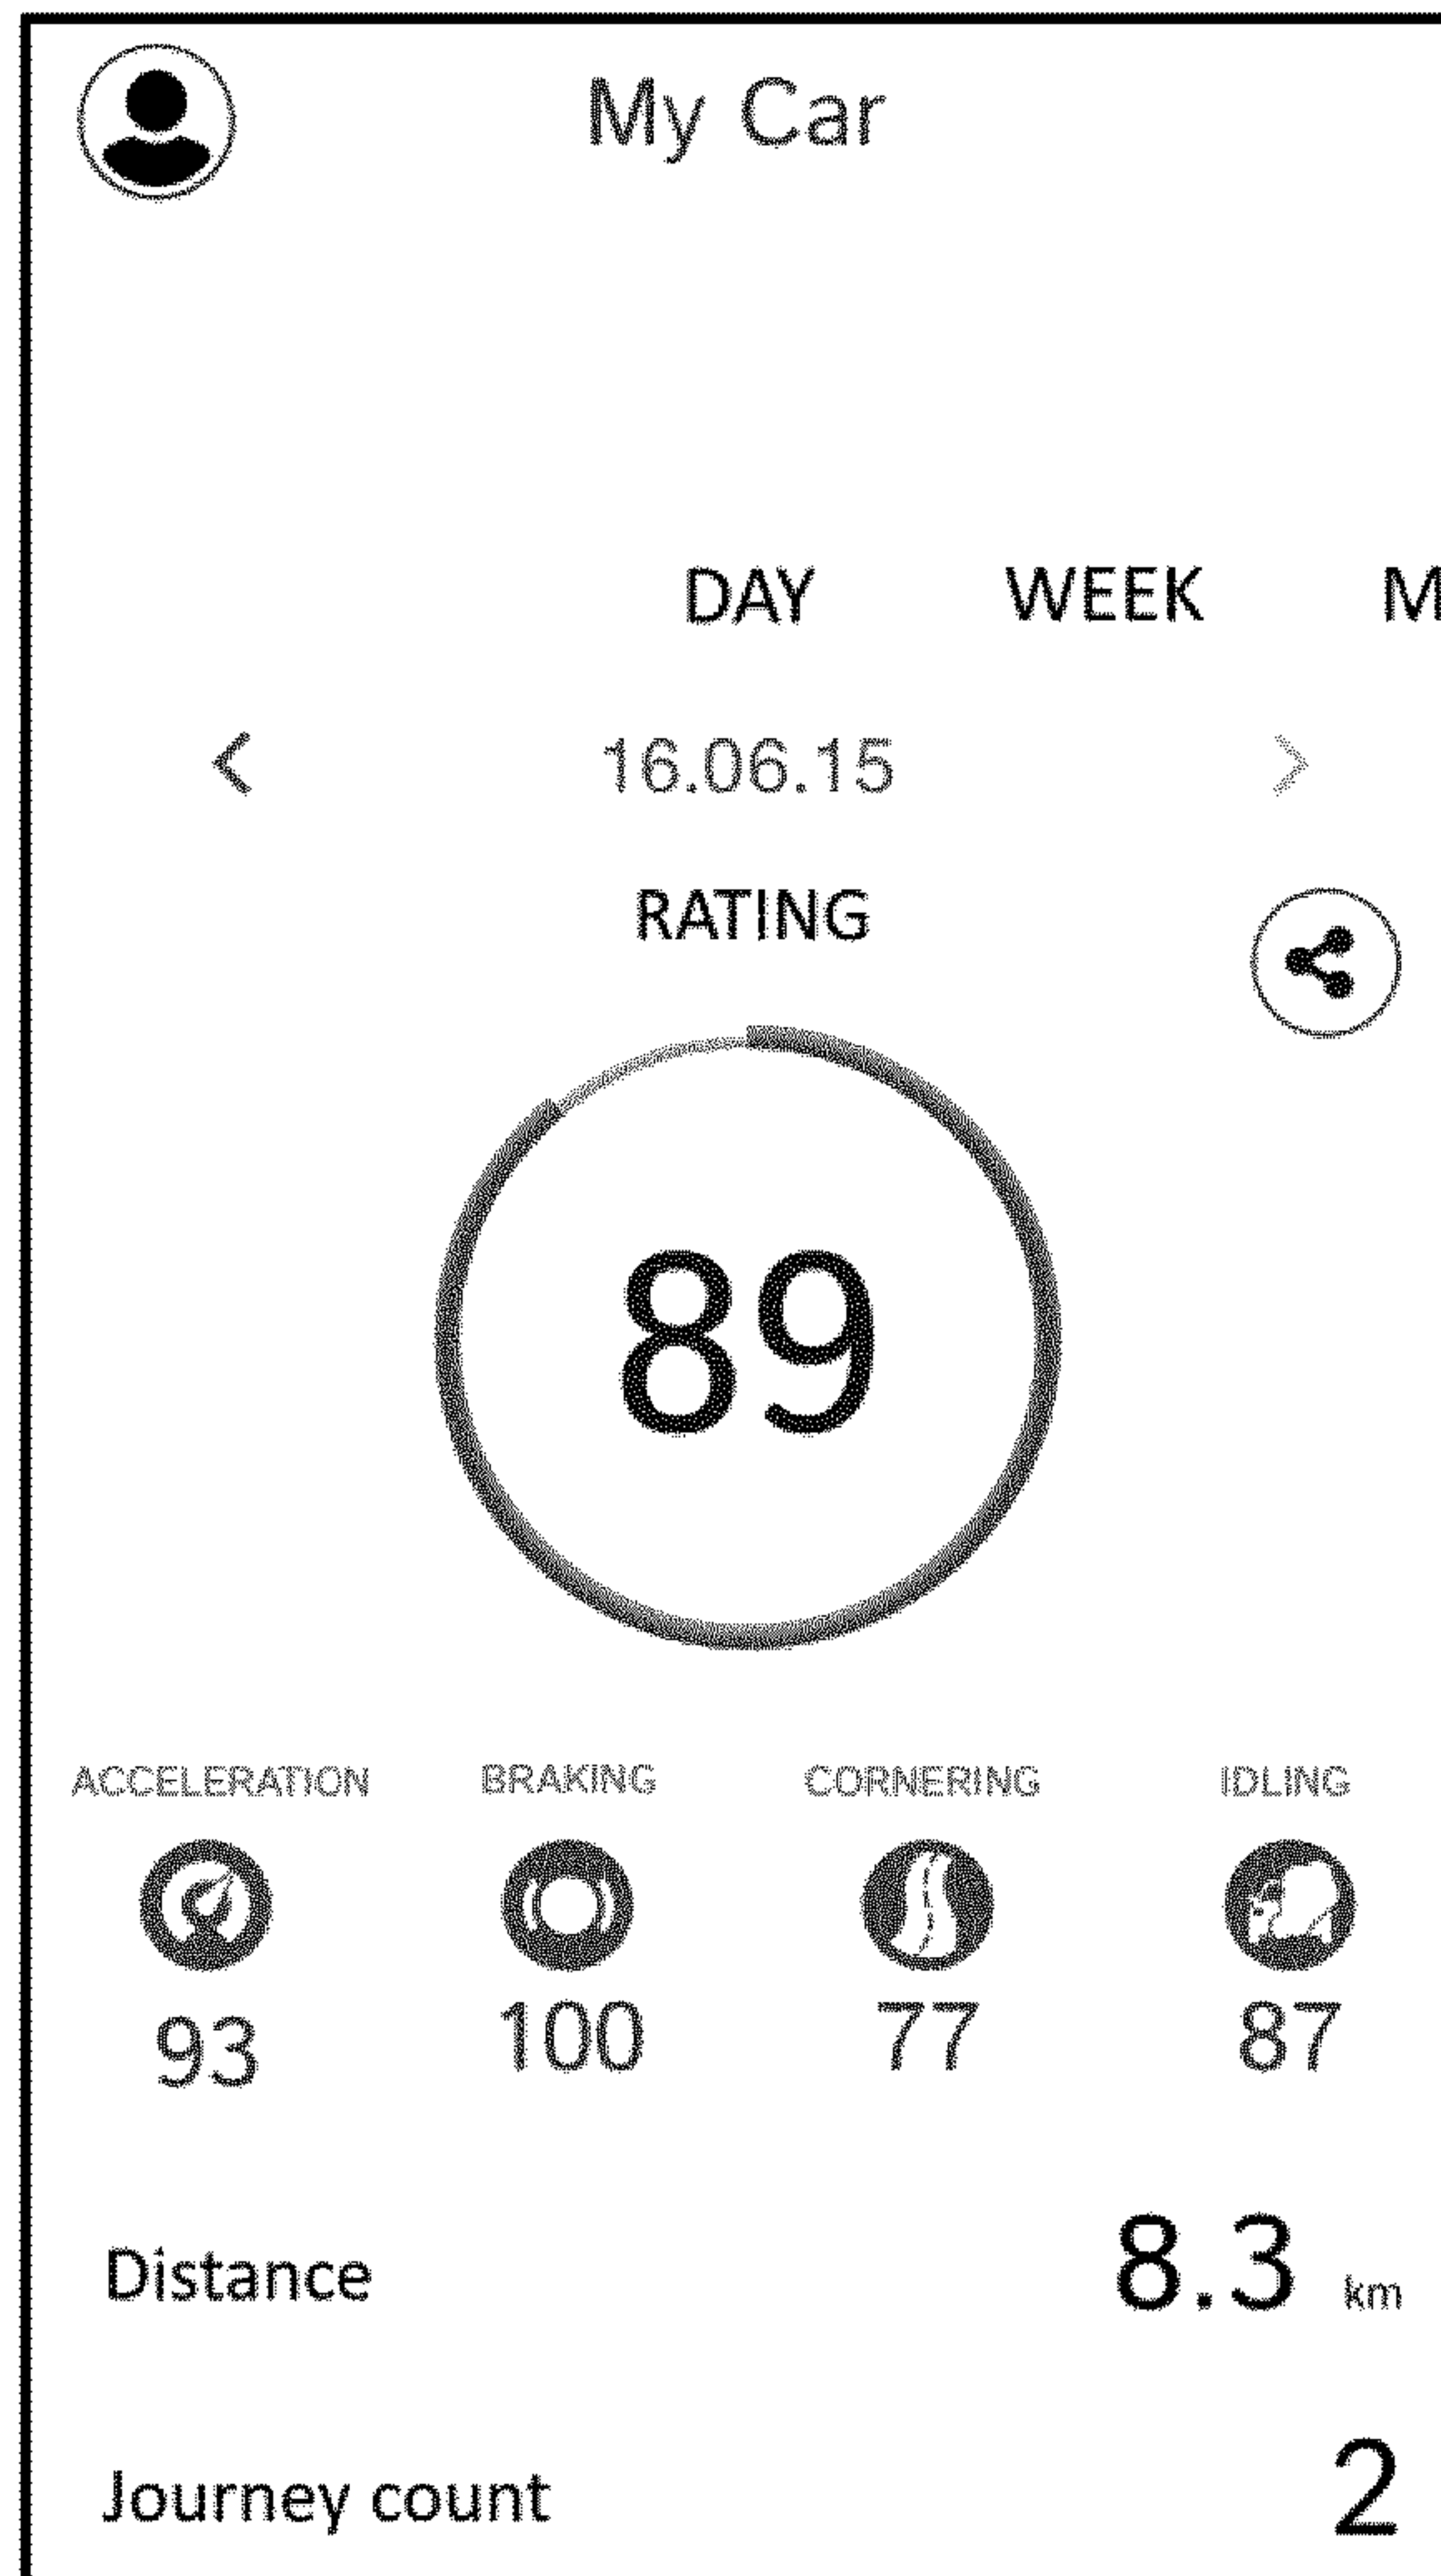 My Car
DAY WEEK M
16.06.15
RATING
89
ACCELERATION BRAKING CORNERING IDLING
93 100 77 87
Distance 8.3 km
Journey count 2